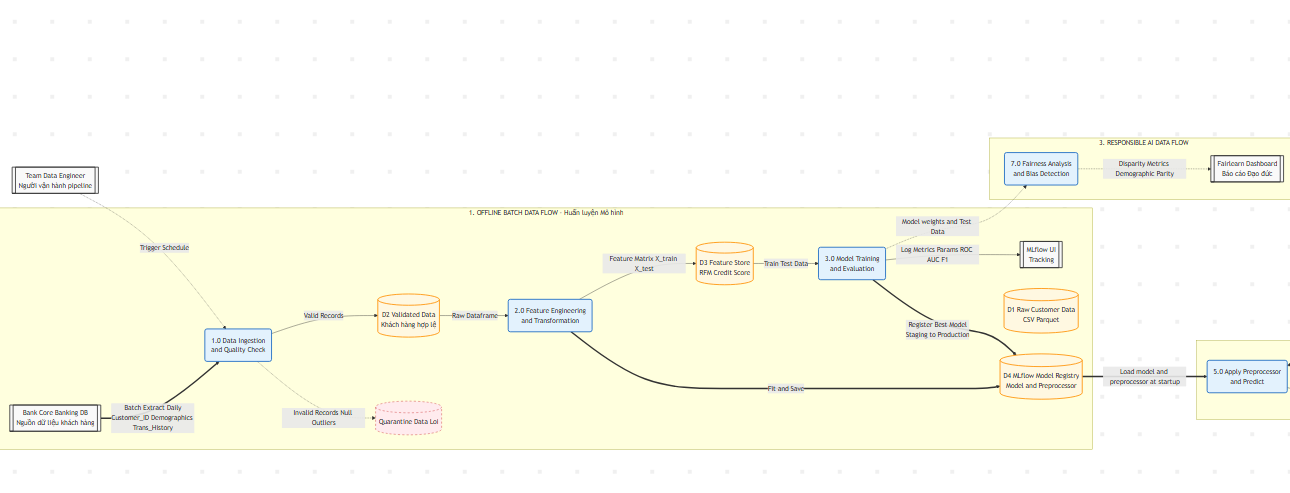 3. RESPONSIBLE AI DATA FLOW
7.0 Fairness Analysis
and Bias Detection
Disparity Metrics
Demographic Parity
Fairlearn Dashboard
Báo cáo Đạo đức
Team Data Engineer
Người vận hành pipeline
1. OFFLINE BATCH DATA FLOW - Huấn luyện Mô hình
Trigger Schedule
Model weights and Test
Data
Log Metrics Params ROC
AUC F1
MLflow UI
Tracking
Feature Matrix X_train
X_test
D3 Feature Store
RFM Credit Score
Train Test Data
3.0 Model Training
and Evaluation
D1 Raw Customer Data
CSV Parquet
Valid Records
D2 Validated Data
Khách hàng hợp lệ
Raw Dataframe
2.0 Feature Engineering
and Transformation
1.0 Data Ingestion
and Quality Check
Register Best Model
Staging to Production
D4 MLflow Model Registry
Model and Preprocessor
Load model and
preprocessor at startup
5.0 Apply Preprocessor
and Predict
Fit and Save
Bank Core Banking DB
Nguồn dữ liệu khách hàng
Batch Extract Daily
Customer_ID Demographics
Trans_History
Invalid Records Null
Outliers
Quarantine Data Loi